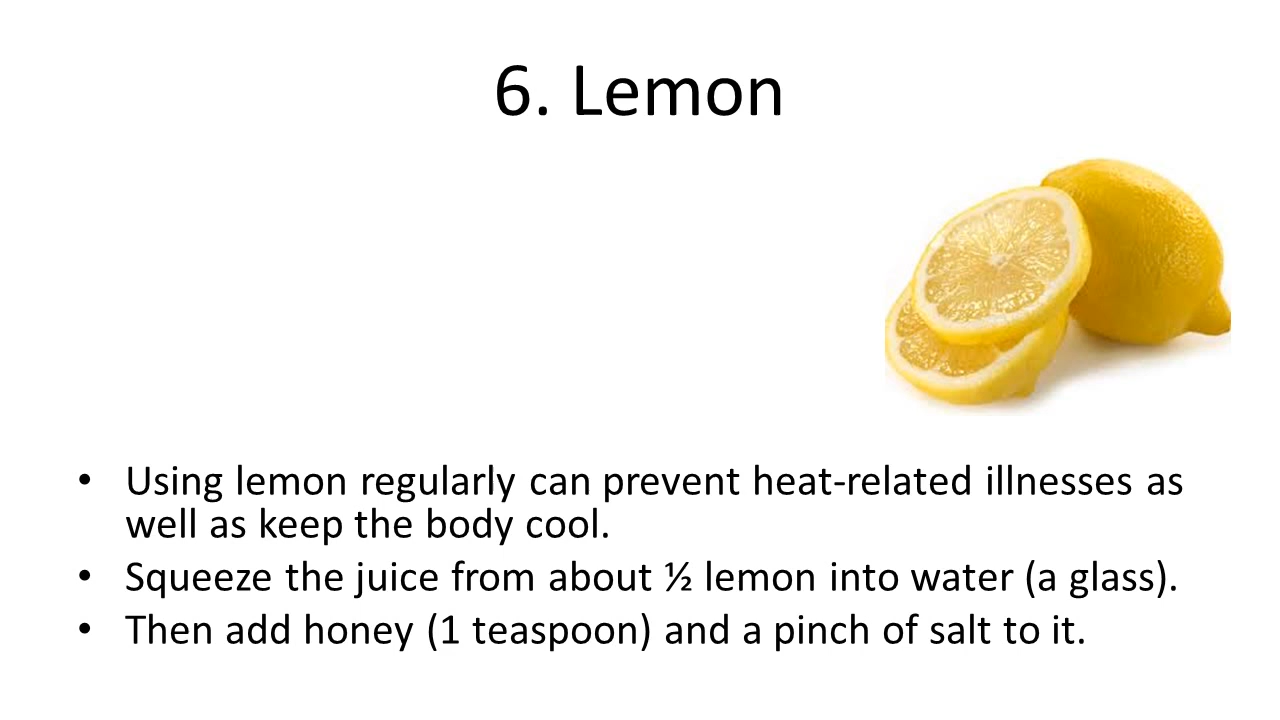 6. Lemon
• Using lemon regularly can prevent heat-related illnesses as
well as keep the body cool.
• Squeeze the juice from about ½ lemon into water (a glass).
• Then add honey (1 teaspoon) and a pinch of salt to it.